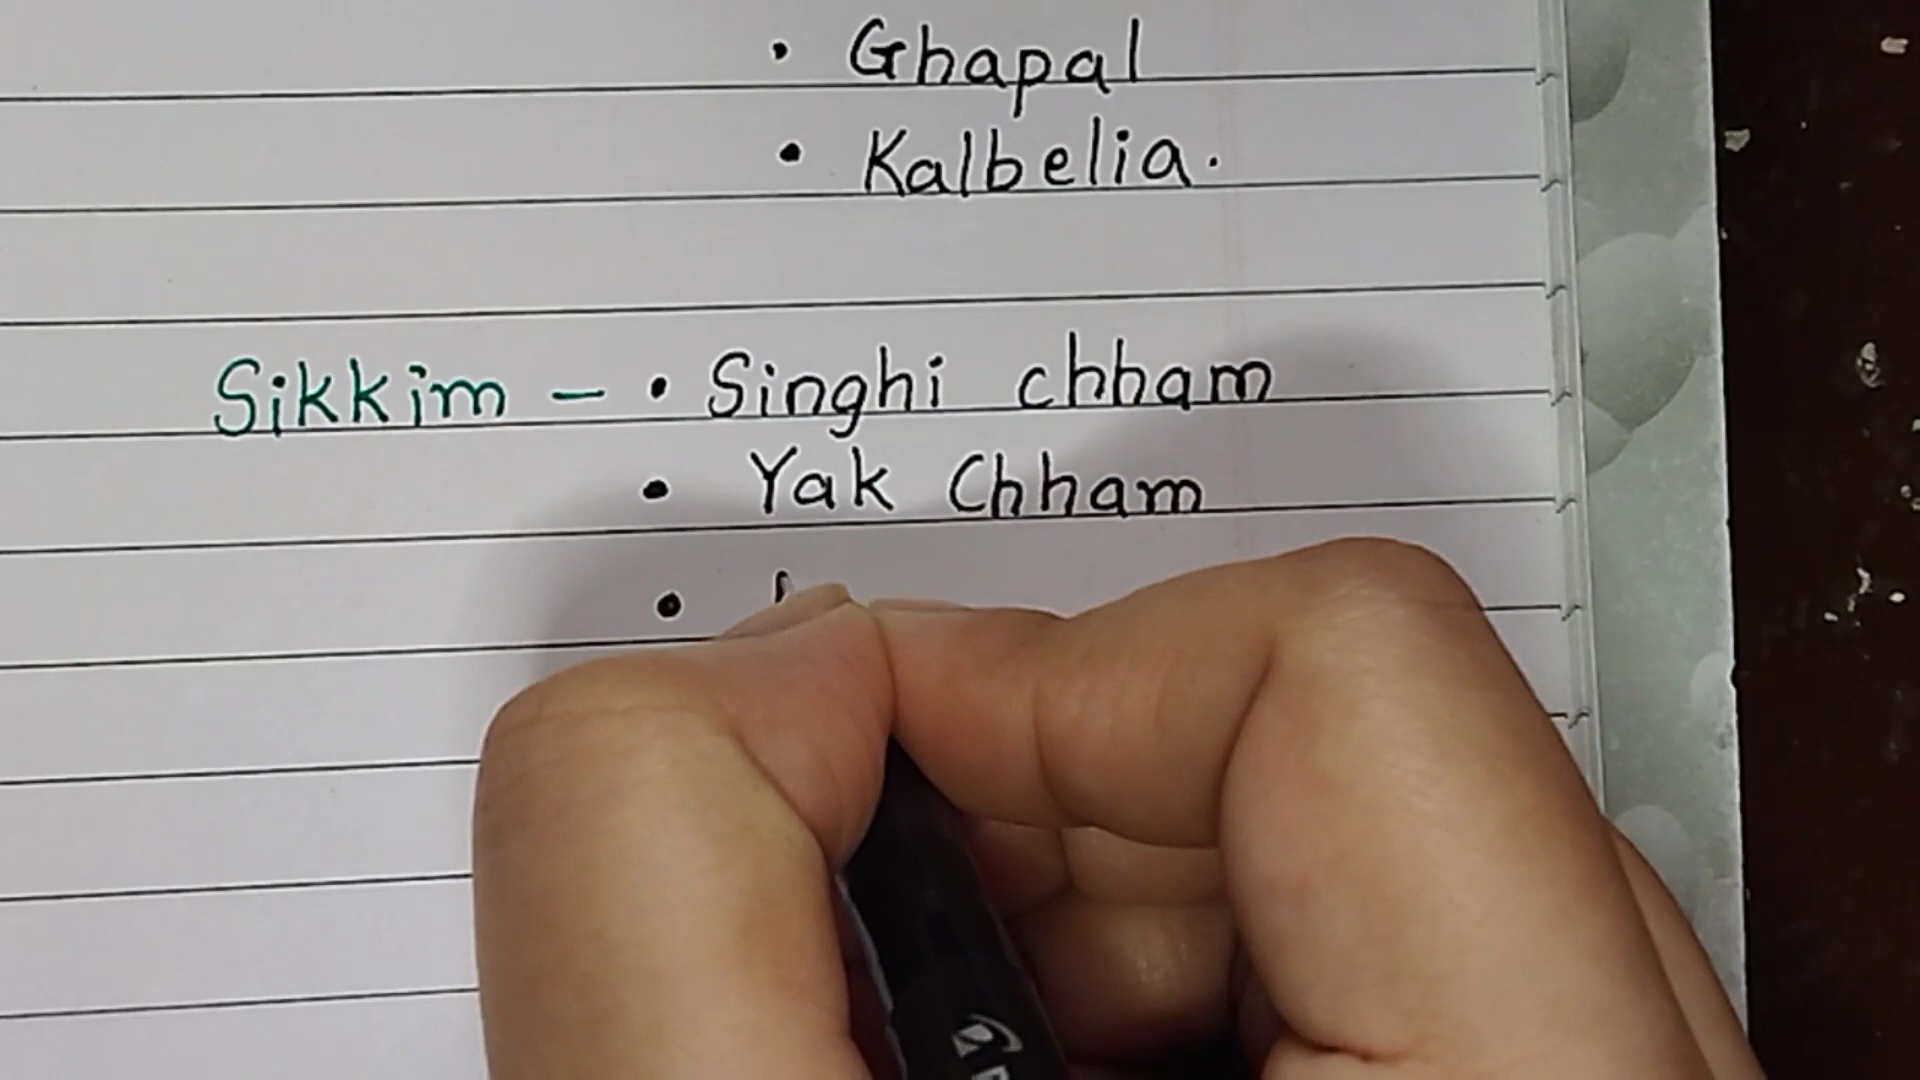 • Ghapal
• Kalbelia.
Sikkim – • Singhi chham
• Yak Chham
•